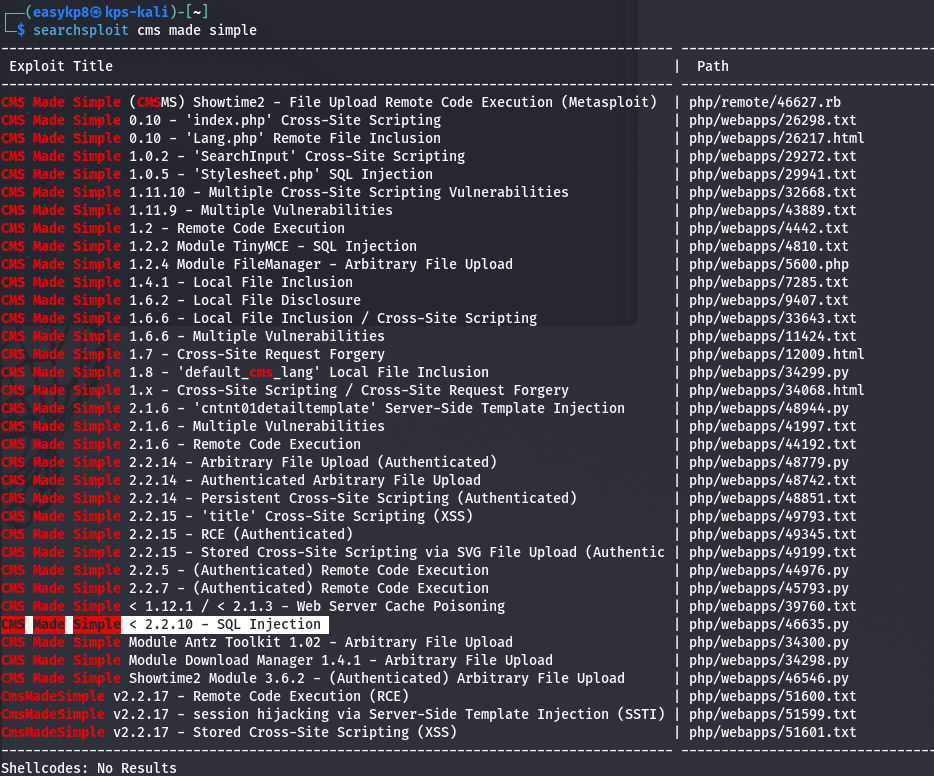 (easykp8㉿kps-kali)-[~]
$ searchsploit cms made simple
Exploit Title | Path
CMS Made Simple (CMSMS) Showtime2 - File Upload Remote Code Execution (Metasploit) | php/remote/46627.rb
CMS Made Simple 0.10 - 'index.php' Cross-Site Scripting | php/webapps/26298.txt
CMS Made Simple 0.10 - 'Lang.php' Remote File Inclusion | php/webapps/26217.html
CMS Made Simple 1.0.2 - 'SearchInput' Cross-Site Scripting | php/webapps/29272.txt
CMS Made Simple 1.0.5 - 'Stylesheet.php' SQL Injection | php/webapps/29941.txt
CMS Made Simple 1.11.10 - Multiple Cross-Site Scripting Vulnerabilities | php/webapps/32668.txt
CMS Made Simple 1.11.9 - Multiple Vulnerabilities | php/webapps/43889.txt
CMS Made Simple 1.2 - Remote Code Execution | php/webapps/4442.txt
CMS Made Simple 1.2.2 Module TinyMCE - SQL Injection | php/webapps/4810.txt
CMS Made Simple 1.2.4 Module FileManager - Arbitrary File Upload | php/webapps/5600.php
CMS Made Simple 1.4.1 - Local File Inclusion | php/webapps/7285.txt
CMS Made Simple 1.6.2 - Local File Disclosure | php/webapps/9407.txt
CMS Made Simple 1.6.6 - Local File Inclusion / Cross-Site Scripting | php/webapps/33643.txt
CMS Made Simple 1.6.6 - Multiple Vulnerabilities | php/webapps/11424.txt
CMS Made Simple 1.7 - Cross-Site Request Forgery | php/webapps/12009.html
CMS Made Simple 1.8 - 'default_cms_lang' Local File Inclusion | php/webapps/34299.py
CMS Made Simple 1.x - Cross-Site Scripting / Cross-Site Request Forgery | php/webapps/34068.html
CMS Made Simple 2.1.6 - 'cntnt01detailtemplate' Server-Side Template Injection | php/webapps/48944.py
CMS Made Simple 2.1.6 - Multiple Vulnerabilities | php/webapps/41997.txt
CMS Made Simple 2.1.6 - Remote Code Execution | php/webapps/44192.txt
CMS Made Simple 2.2.14 - Arbitrary File Upload (Authenticated) | php/webapps/48779.py
CMS Made Simple 2.2.14 - Authenticated Arbitrary File Upload | php/webapps/48742.txt
CMS Made Simple 2.2.14 - Persistent Cross-Site Scripting (Authenticated) | php/webapps/48851.txt
CMS Made Simple 2.2.15 - 'title' Cross-Site Scripting (XSS) | php/webapps/49793.txt
CMS Made Simple 2.2.15 - RCE (Authenticated) | php/webapps/49345.txt
CMS Made Simple 2.2.15 - Stored Cross-Site Scripting via SVG File Upload (Authentic | php/webapps/49199.txt
CMS Made Simple 2.2.5 - (Authenticated) Remote Code Execution | php/webapps/44976.py
CMS Made Simple 2.2.7 - (Authenticated) Remote Code Execution | php/webapps/45793.py
CMS Made Simple < 1.12.1 / < 2.1.3 - Web Server Cache Poisoning | php/webapps/39760.txt
CMS Made Simple < 2.2.10 - SQL Injection | php/webapps/46635.py
CMS Made Simple Module Antz Toolkit 1.02 - Arbitrary File Upload | php/webapps/34300.py
CMS Made Simple Module Download Manager 1.4.1 - Arbitrary File Upload | php/webapps/34298.py
CMS Made Simple Showtime2 Module 3.6.2 - (Authenticated) Arbitrary File Upload | php/webapps/46546.py
CmsMadeSimple v2.2.17 - Remote Code Execution (RCE) | php/webapps/51600.txt
CmsMadeSimple v2.2.17 - session hijacking via Server-Side Template Injection (SSTI) | php/webapps/51599.txt
CmsMadeSimple v2.2.17 - Stored Cross-Site Scripting (XSS) | php/webapps/51601.txt
Shellcodes: No Results